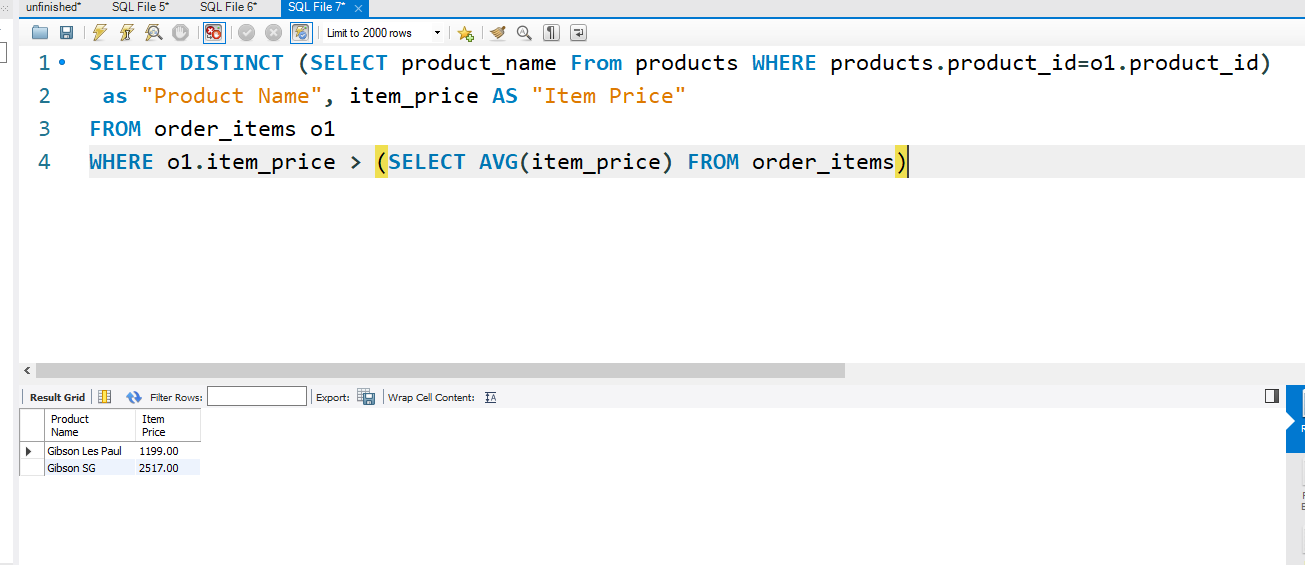 unfinished* SQL File 5* SQL File 6* SQL File 7*
Limit to 2000 rows
1 SELECT DISTINCT (SELECT product_name From products WHERE products.product_id=o1.product_id)
2 as "Product Name", item_price AS "Item Price"
3 FROM order_items o1
4 WHERE o1.item_price > (SELECT AVG(item_price) FROM order_items)
Result Grid Filter Rows: Export: Wrap Cell Content:
Product Name Item Price
Gibson Les Paul 1199.00
Gibson SG 2517.00